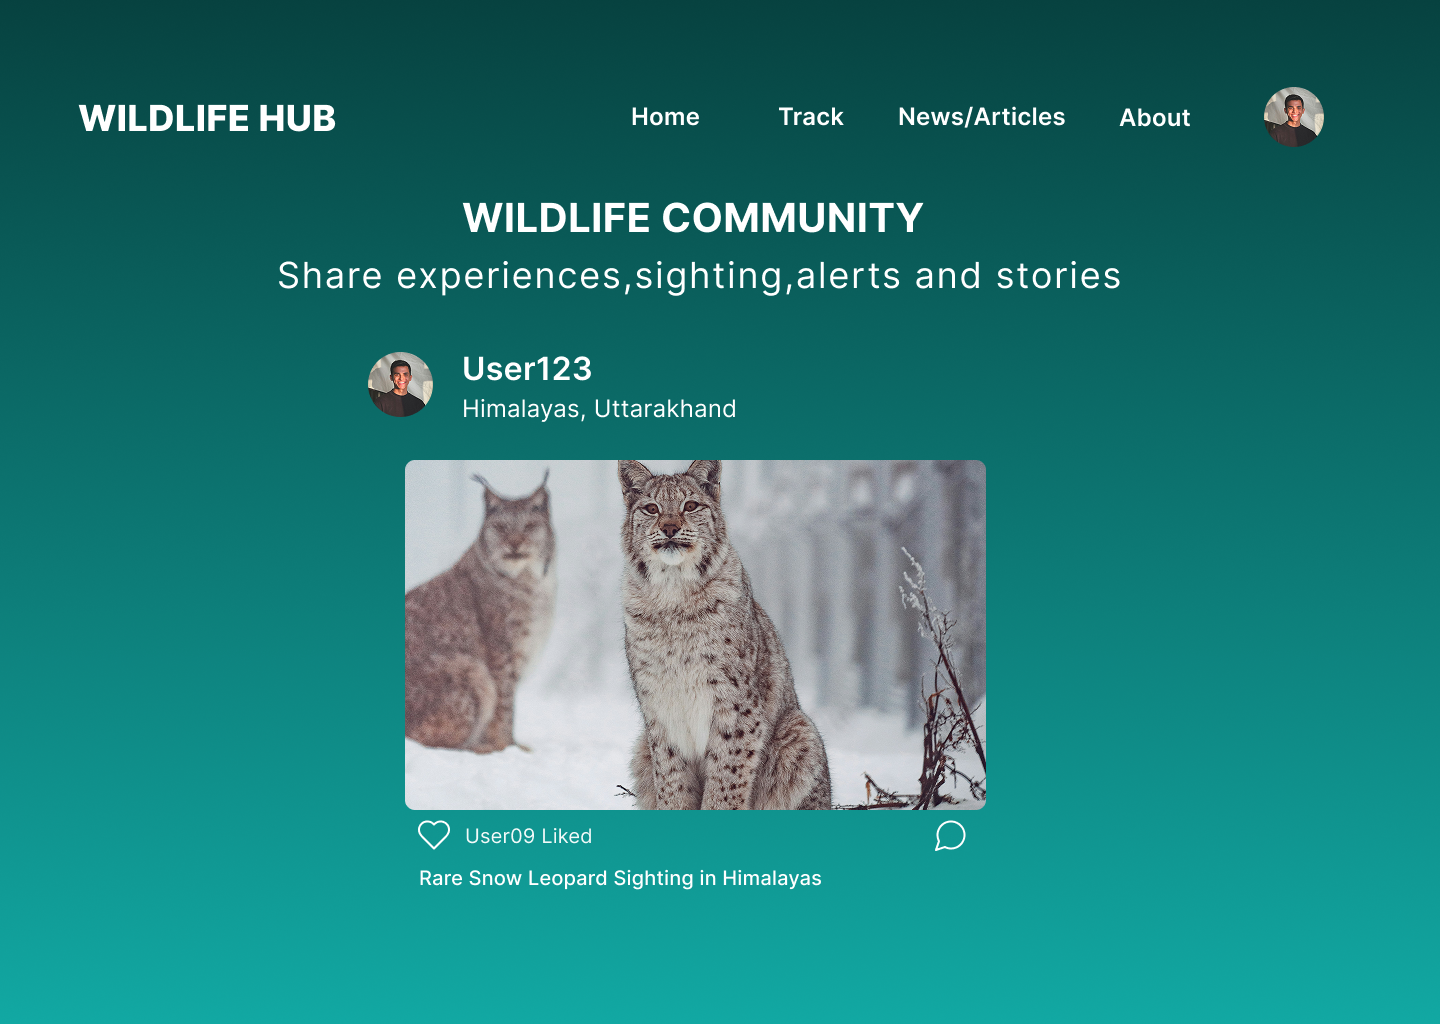 WILDLIFE HUB
Home Track News/Articles About
WILDLIFE COMMUNITY
Share experiences,sighting,alerts and stories
User123
Himalayas, Uttarakhand
User09 Liked
Rare Snow Leopard Sighting in Himalayas